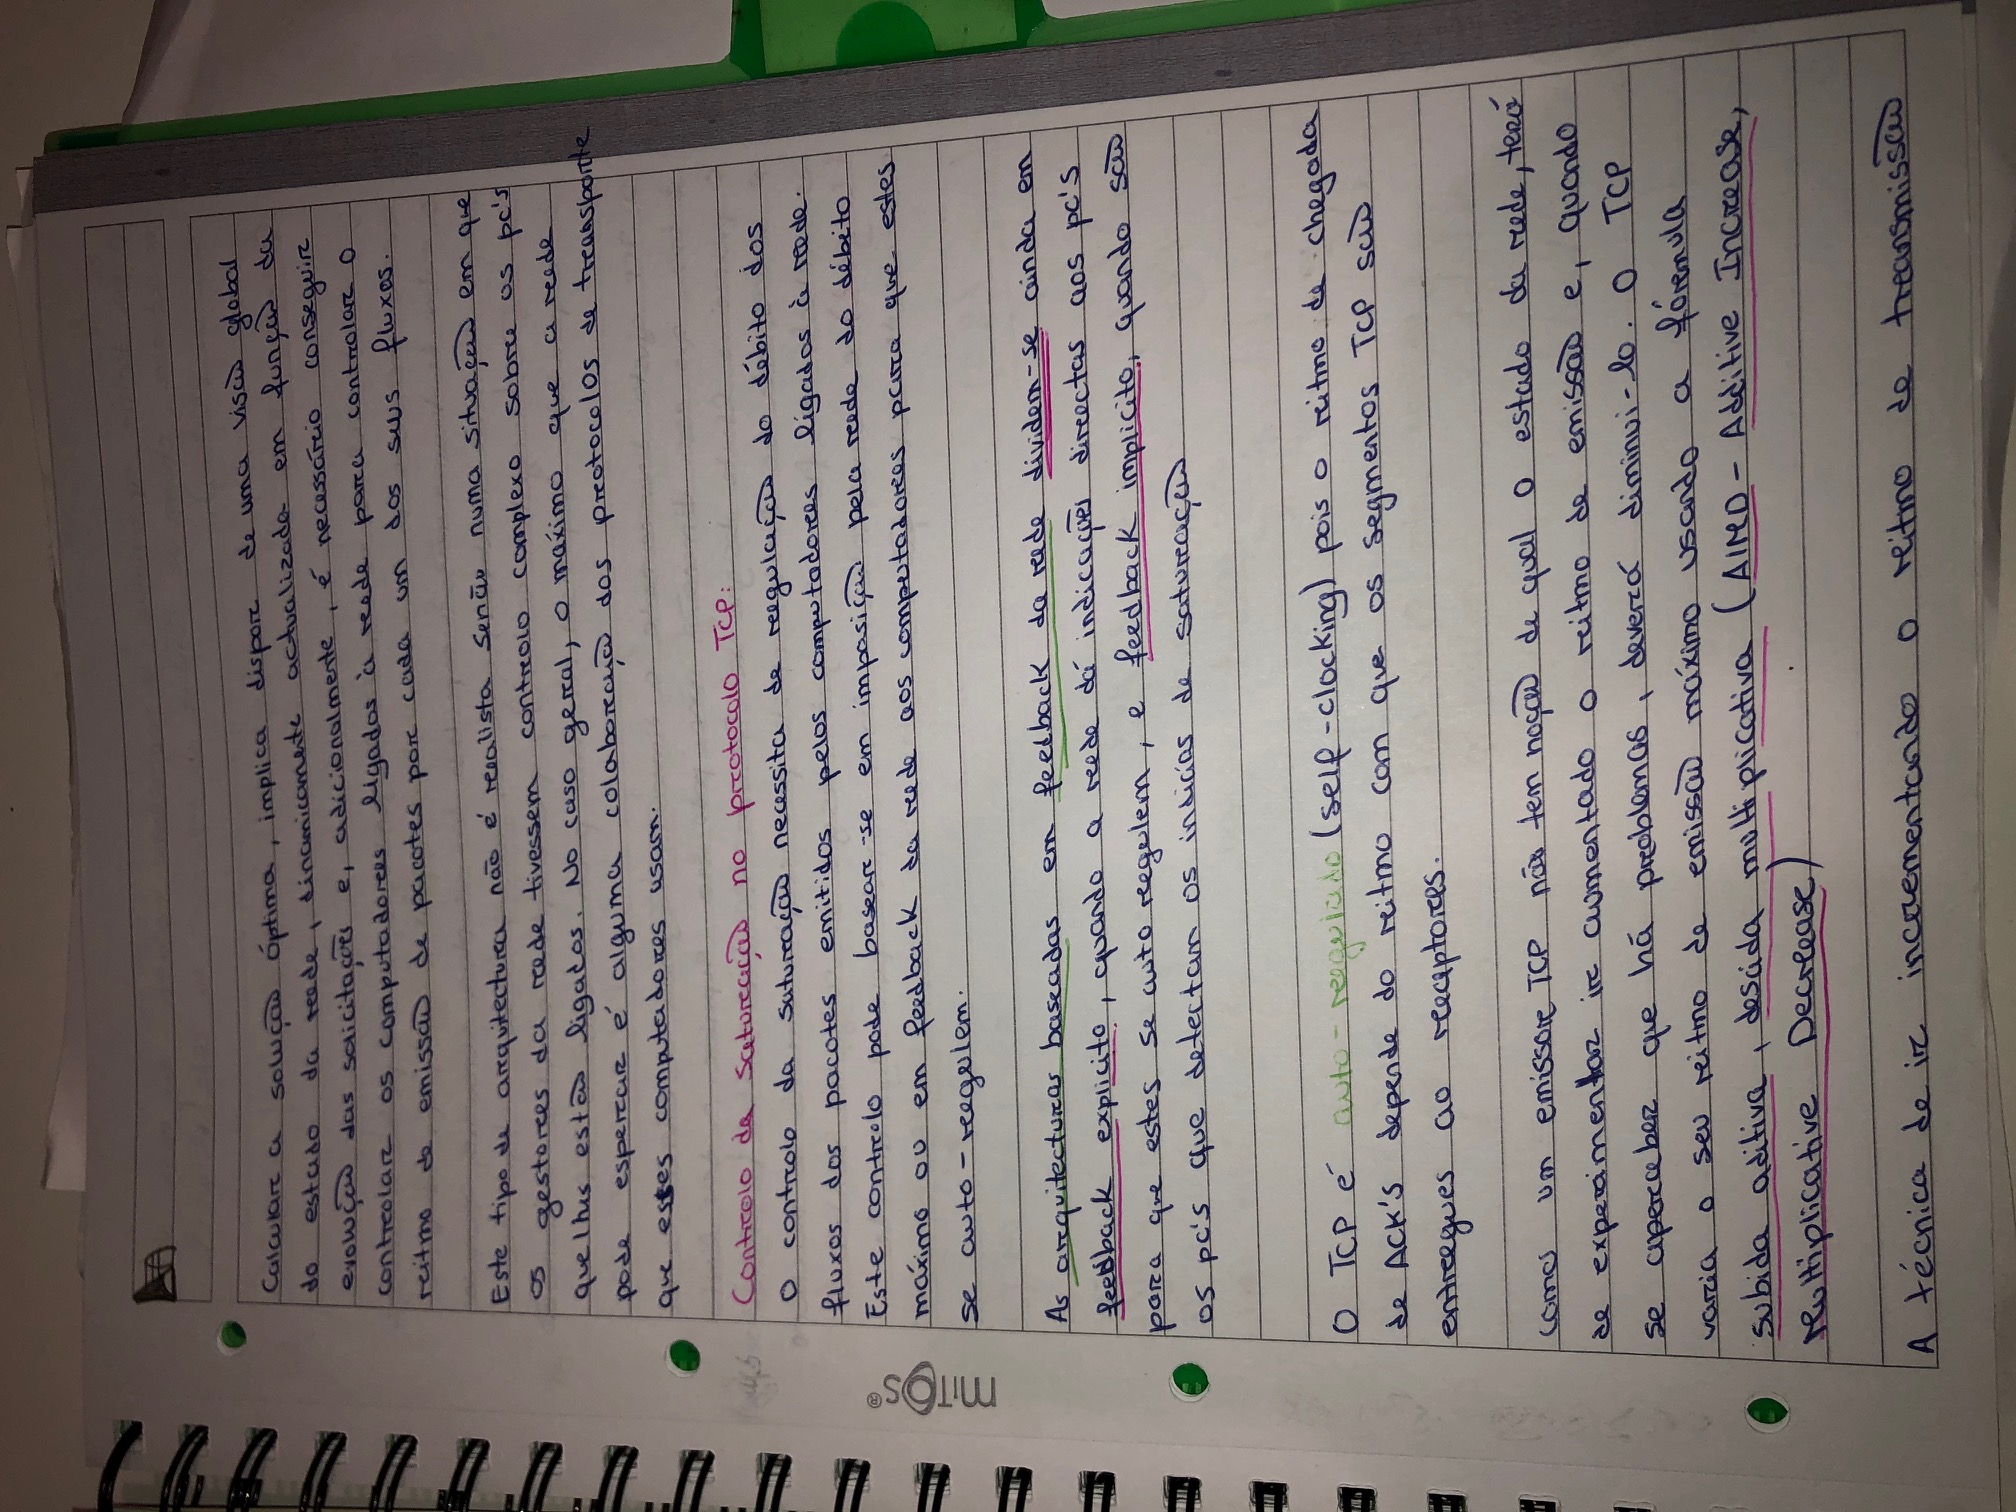 Calcular a solução óptima, implica dispor de uma visão global
do estado da rede, dinamicamente actualizada em função da
evolução das solicitações e, adicionalmente, é necessário conseguir
controlar os computadores ligados à rede para controlar o
ritmo de emissão de pacotes por cada um dos seus fluxos.
Este tipo de arquitectura não é realista senão numa situação em que
os gestores da rede tivessem controlo complexo sobre os pc's
que lhes estão ligados. No caso geral, o máximo que a rede
pode esperar é alguma colaboração dos protocolos de transporte
que estes computadores usam.
Controlo da saturação no protocolo TCP:
O controlo da saturação necessita de regulação do débito dos
fluxos dos pacotes emitidos pelos computadores ligados à rede.
Este controlo pode basear-se em imposição pela rede do débito
máximo ou em feedback da rede aos computadores para que estes
se auto-regulem.
As arquitecturas baseadas em feedback da rede dividem-se ainda em
feedback explicito, quando a rede dá indicações directas aos pc's
para que estes se auto regulem, e feedback implicito, quando são
os pc's que detectam os indicios de saturação
O TCP é auto-regulado (self-clocking) pois o ritmo de chegada
de ACK'S depende do ritmo com que os segmentos TCP são
entregues ao receptores.
Comos um emissor TCP não tem noção de qual o estado da rede, terá
de experimentar ir aumentado o ritmo de emissão e, quando
se aperceber que há problemas, deverá diminui-lo. O TCP
varia o seu ritmo de emissão máximo usando a fórmula
subida aditiva, descida multiplicativa (AIMD - Additive Increase,
Multiplicative Decrease)
A técnica de ir incrementando o ritmo de transmissão
MITOS®